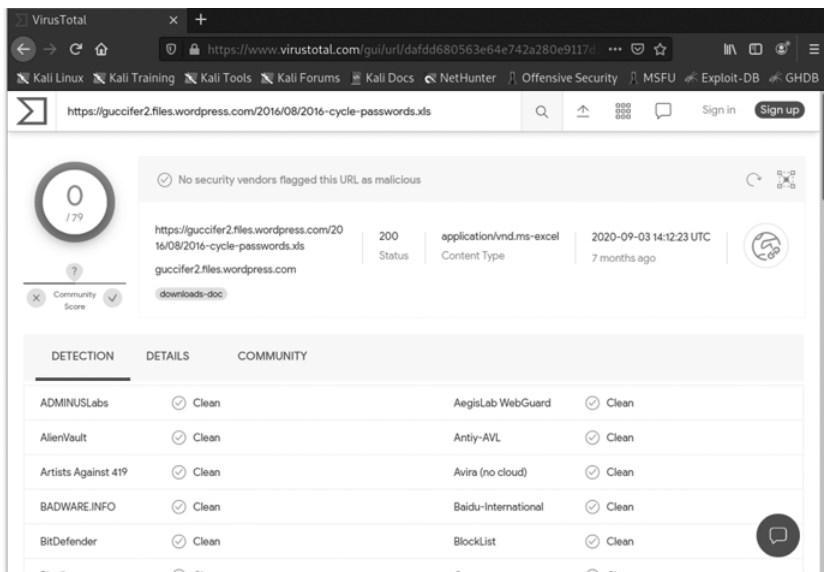 VirusTotal
https://www.virustotal.com/gui/url/dafdd680563e64e742a280e9117d
Kali Linux Kali Training Kali Tools Kali Forums Kali Docs NetHunter Offensive Security MSFU Exploit-DB GHDB
https://guccifer2.files.wordpress.com/2016/08/2016-cycle-passwords.xls Sign in Sign up
0
/ 79
No security vendors flagged this URL as malicious
https://guccifer2.files.wordpress.com/20
16/08/2016-cycle-passwords.xls
guccifer2.files.wordpress.com
downloads-doc
200
Status
application/vnd.ms-excel
Content Type
2020-09-03 14:12:23 UTC
7 months ago
?
Community
Score
DETECTION DETAILS COMMUNITY
ADMINUSLabs Clean AegisLab WebGuard Clean
AlienVault Clean Antiy-AVL Clean
Artists Against 419 Clean Avira (no cloud) Clean
BADWARE.INFO Clean Baidu-International Clean
BitDefender Clean BlockList Clean